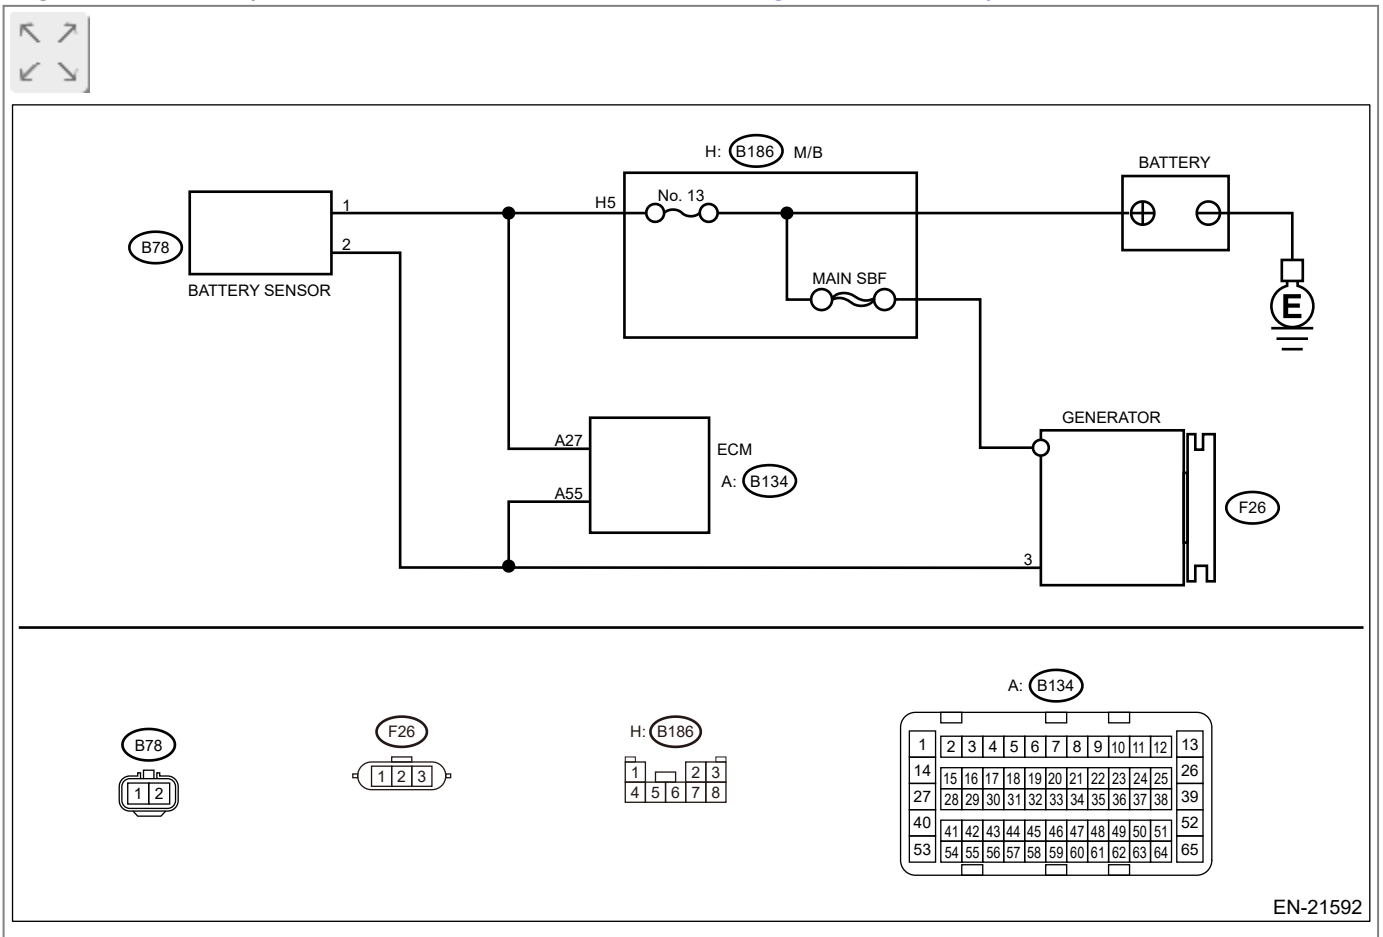 H: B186 M/B
BATTERY
No. 13
H5
1
2
B78
BATTERY SENSOR
MAIN SBF
E
GENERATOR
A27
ECM
A: B134
A55
F26
3
A: B134
B78
F26
H: B186
1 2
1 2 3
1 2 3
4 5 6 7 8
1 2 3 4 5 6 7 8 9 10 11 12 13
14 15 16 17 18 19 20 21 22 23 24 25 26
27 28 29 30 31 32 33 34 35 36 37 38 39
40 41 42 43 44 45 46 47 48 49 50 51 52
53 54 55 56 57 58 59 60 61 62 63 64 65
EN-21592